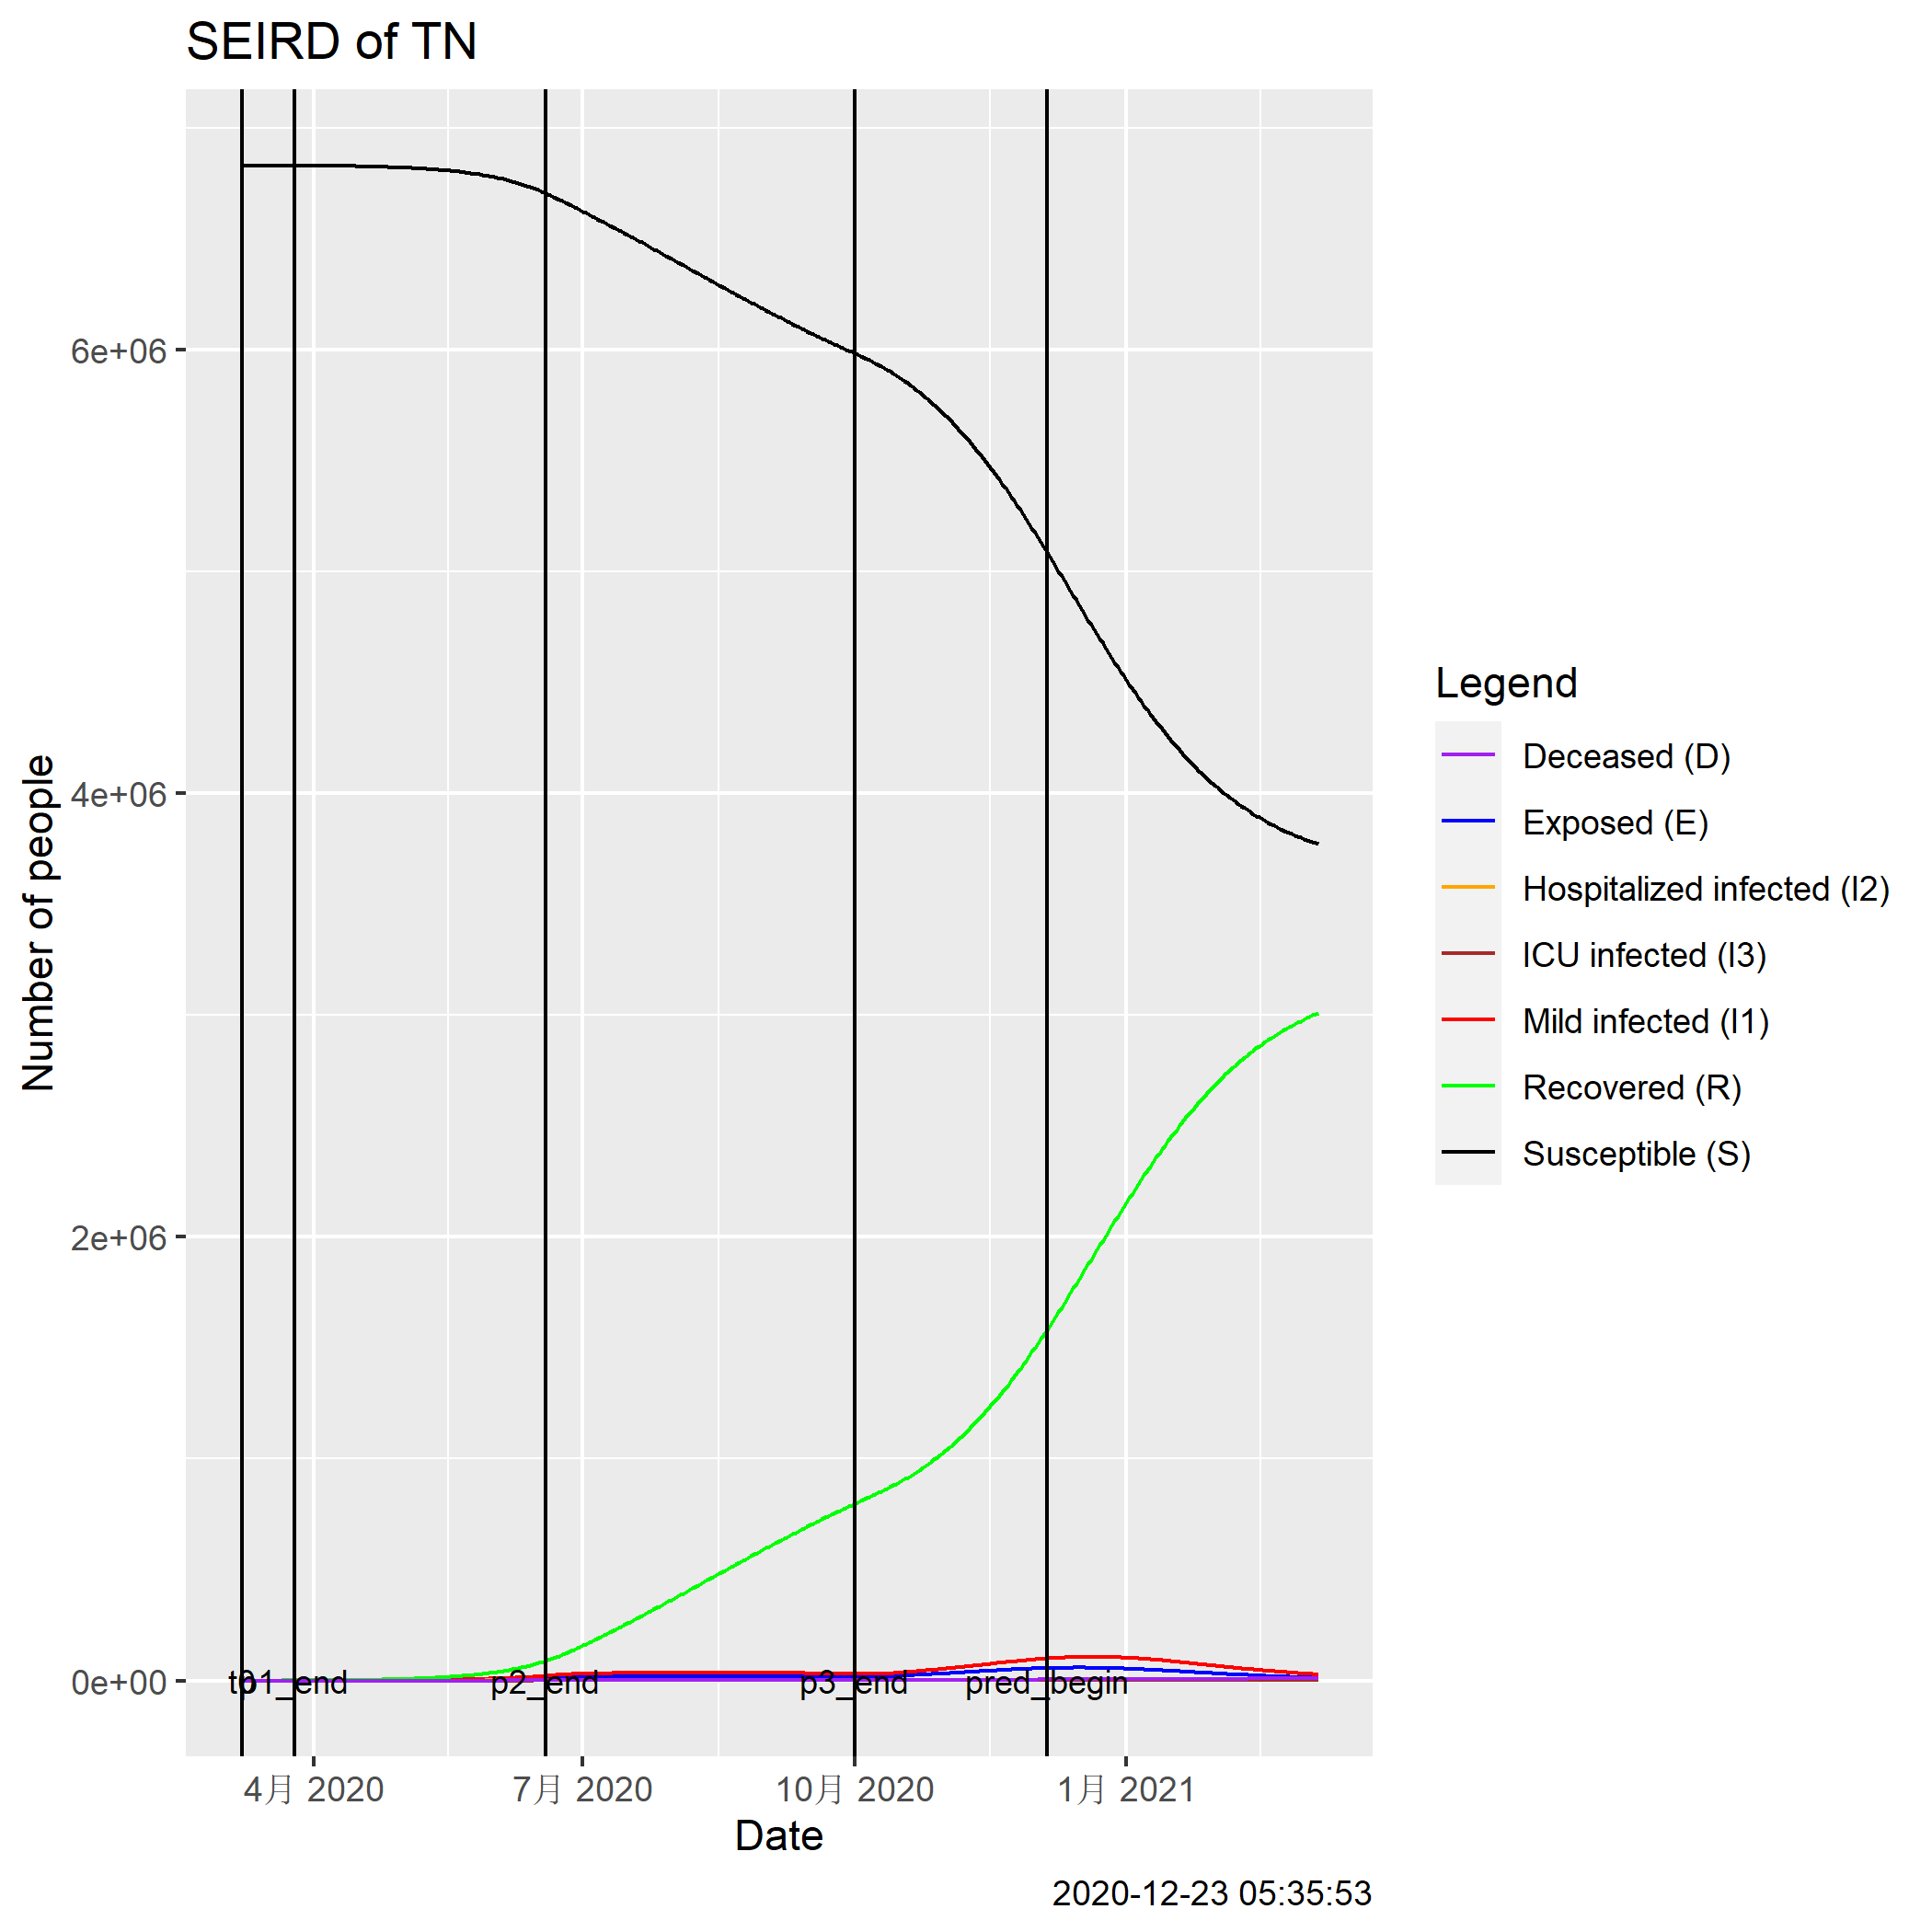 SEIRD of TN
6e+06
4e+06
2e+06
0e+00
Number of people
t0
p1_end
p2_end
p3_end
pred_begin
4月 2020
7月 2020
10月 2020
1月 2021
Date
Legend
Deceased (D)
Exposed (E)
Hospitalized infected (I2)
ICU infected (I3)
Mild infected (I1)
Recovered (R)
Susceptible (S)
2020-12-23 05:35:53